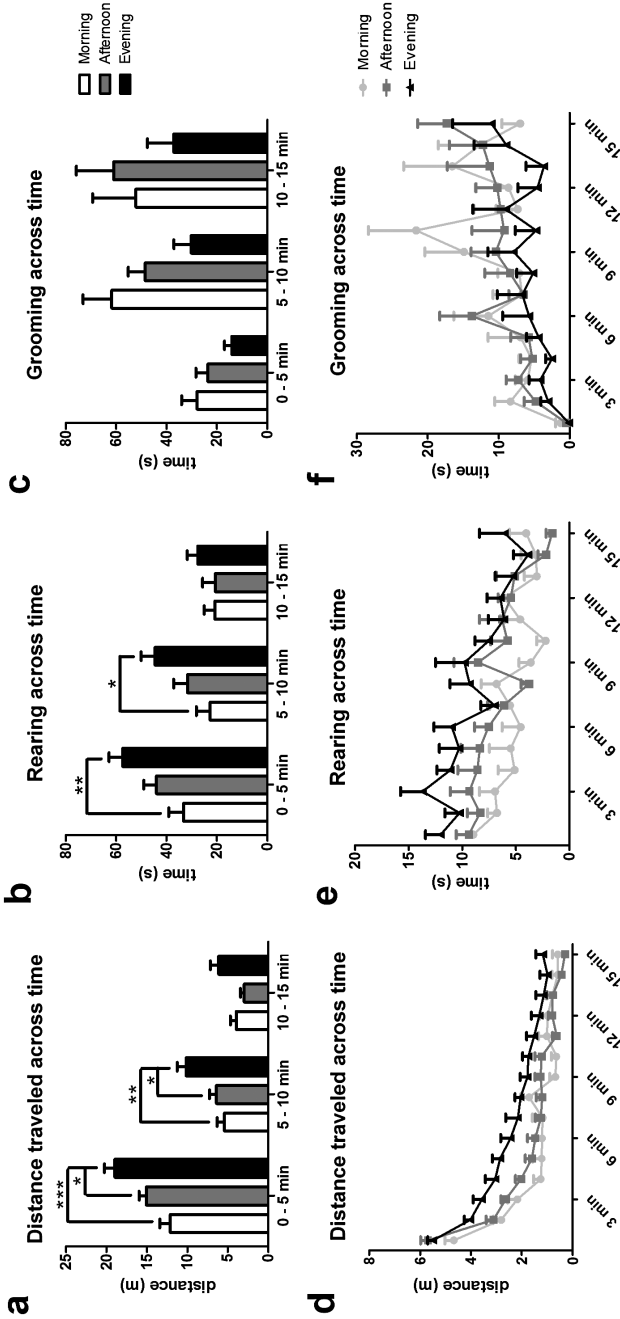 a
Distance traveled across time
distance (m)
25
20
15
10
5
0
***
*
**
*
0 - 5 min
5 - 10 min
10 - 15 min
b
Rearing across time
time (s)
80
60
40
20
0
**
*
0 - 5 min
5 - 10 min
10 - 15 min
c
Grooming across time
time (s)
80
60
40
20
0
0 - 5 min
5 - 10 min
10 - 15 min
Morning
Afternoon
Evening
d
Distance traveled across time
distance (m)
8
6
4
2
0
3 min
6 min
9 min
12 min
15 min
e
Rearing across time
time (s)
20
15
10
5
0
3 min
6 min
9 min
12 min
15 min
f
Grooming across time
time (s)
30
20
10
0
3 min
6 min
9 min
12 min
15 min
Morning
Afternoon
Evening